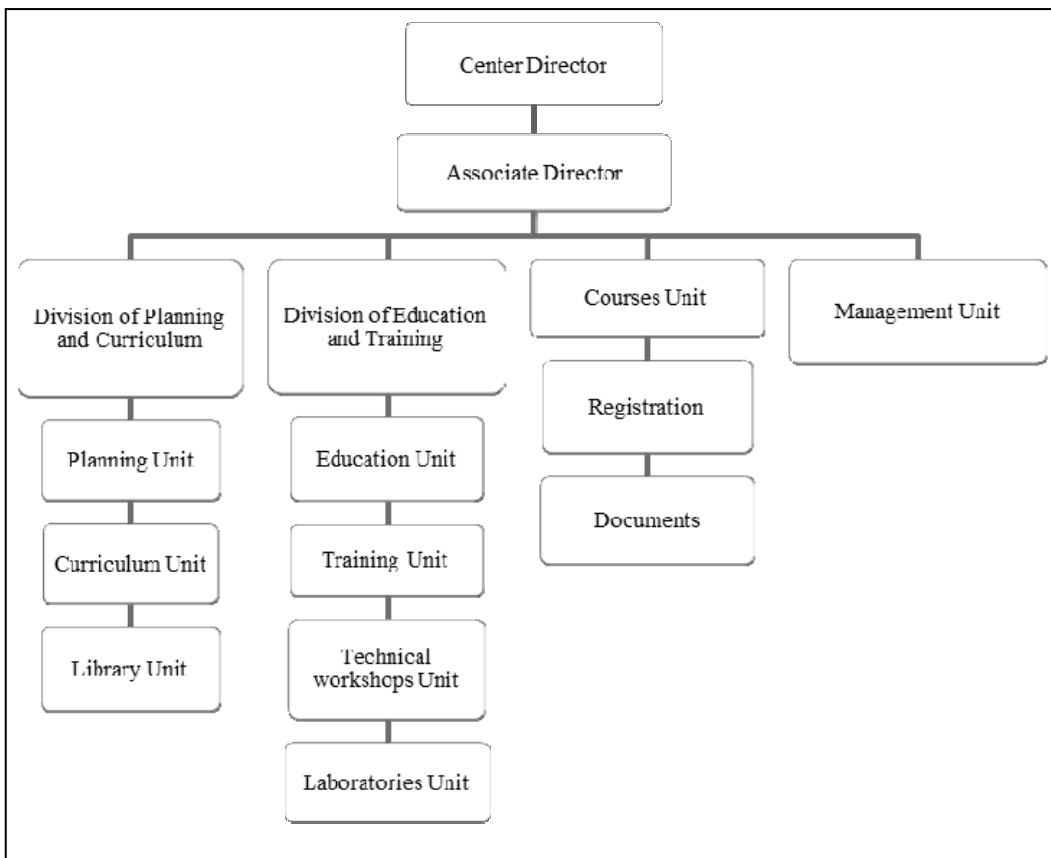 Center Director
Associate Director
Division of Planning
and Curriculum
Division of Education
and Training
Courses Unit
Management Unit
Planning Unit
Curriculum Unit
Library Unit
Education Unit
Training Unit
Technical
workshops Unit
Laboratories Unit
Registration
Documents